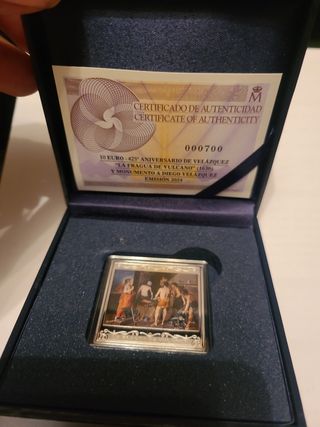 M
CERTIFICADO DE AUTENTICIDAD
CERTIFICATE OF AUTHENTICITY
000700
10 EURO - 425º ANIVERSARIO DE VELÁZQUEZ
"LA FRAGUA DE VULCANO" (1630)
Y MONUMENTO A DIEGO VELÁZQUEZ
EMISIÓN 2024